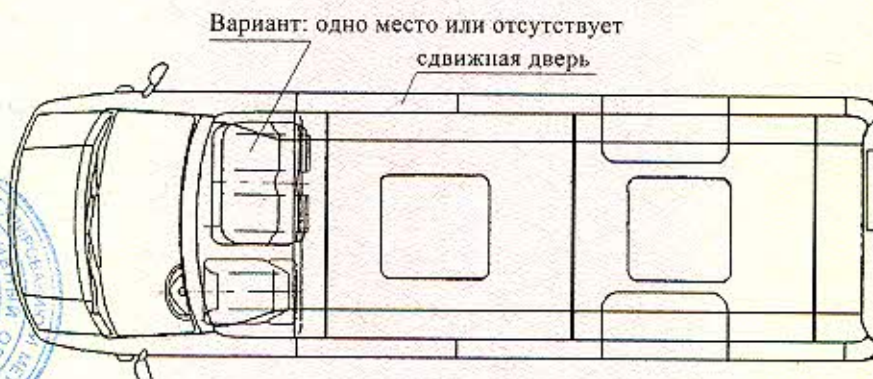 Вариант: одно место или отсутствует
сдвижная дверь